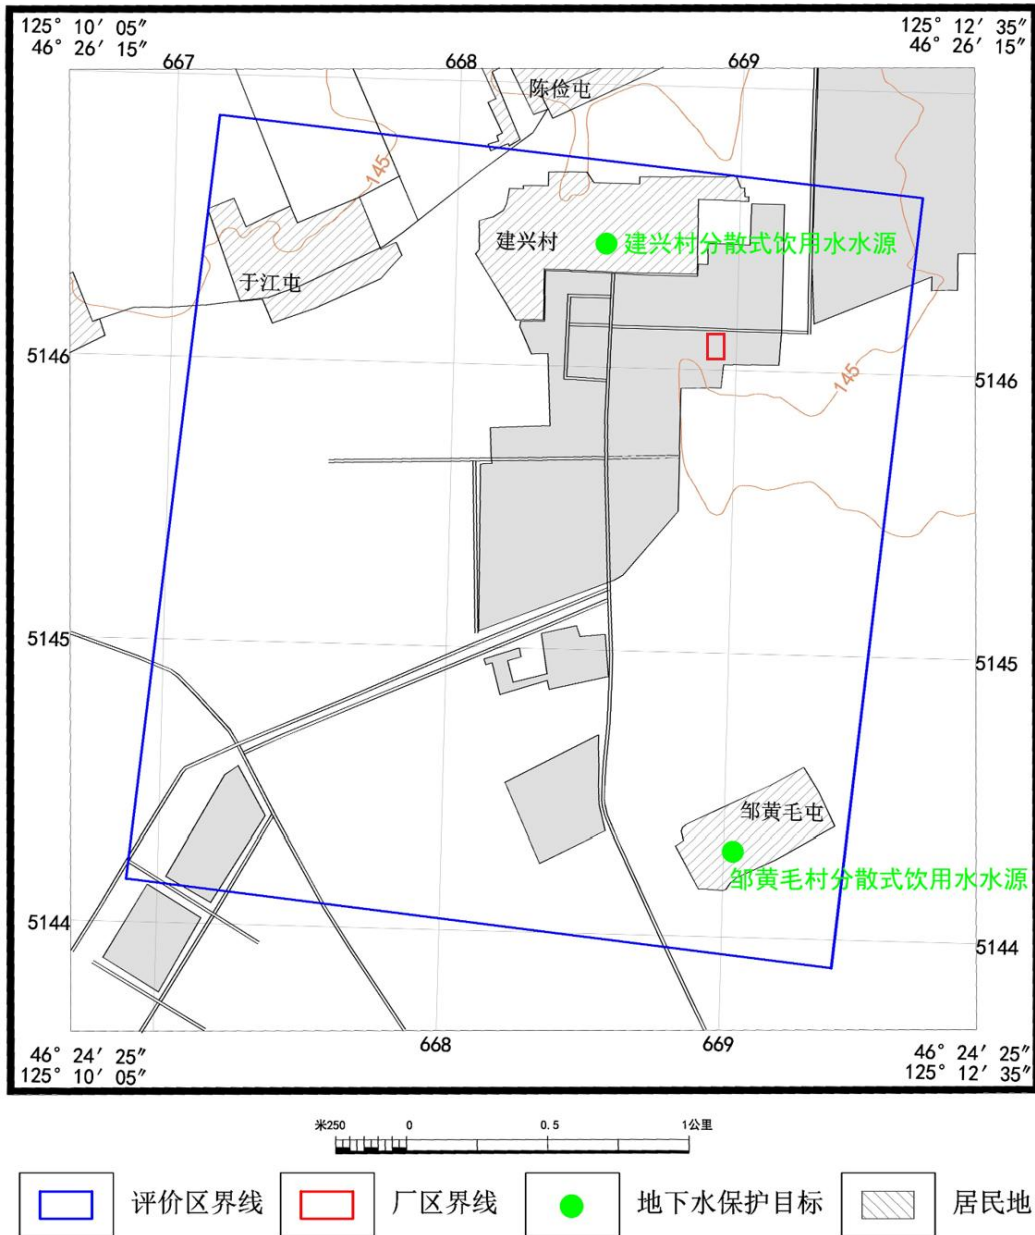 125° 10′ 05″
46° 26′ 15″
125° 12′ 35″
46° 26′ 15″
667
668
669
陈俭屯
145
建兴村
建兴村分散式饮用水水源
于江屯
5146
5146
145
5145
5145
邹黄毛屯
邹黄毛村分散式饮用水水源
5144
5144
668
669
46° 24′ 25″
125° 10′ 05″
46° 24′ 25″
125° 12′ 35″
米250 0 0.5 1公里
评价区界线 厂区界线 地下水保护目标 居民地